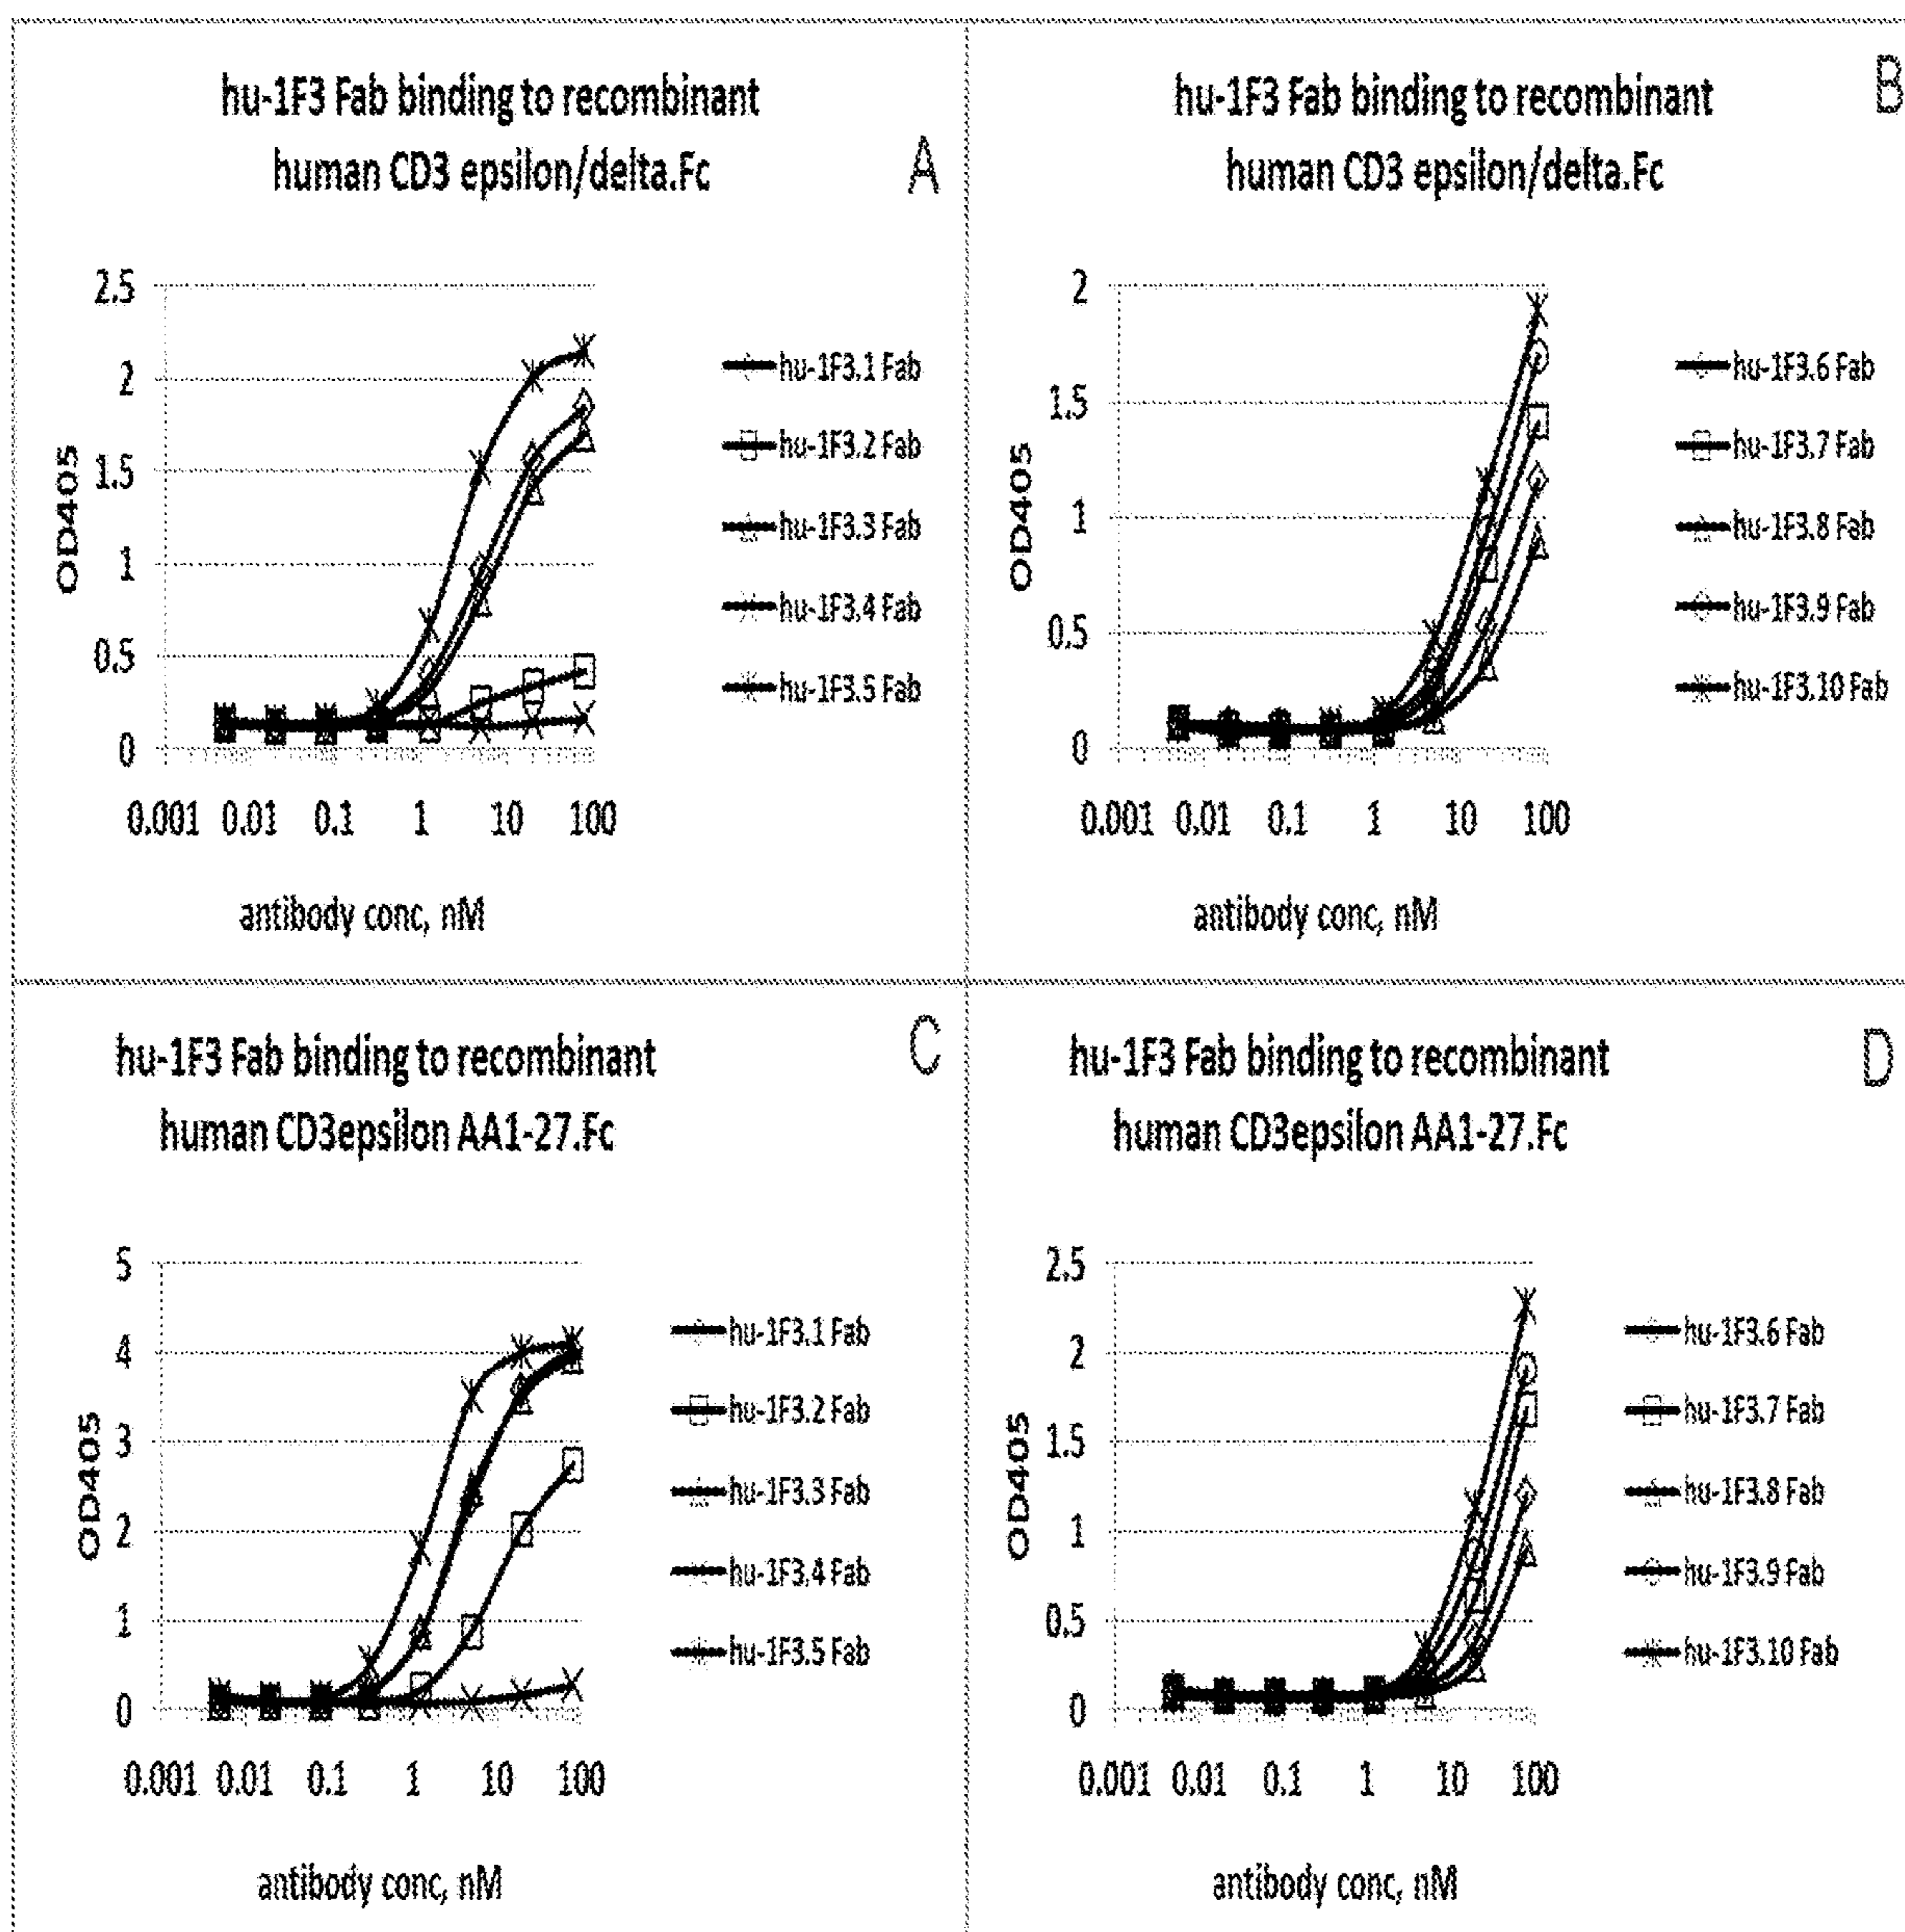 hu-1F3 Fab binding to recombinant
human CD3 epsilon/delta.Fc
A
2.5
2
1.5
1
0.5
0
OD405
0.001 0.01 0.1 1 10 100
antibody conc, nM
hu-1F3.1 Fab
hu-1F3.2 Fab
hu-1F3.3 Fab
hu-1F3.4 Fab
hu-1F3.5 Fab
hu-1F3 Fab binding to recombinant
human CD3 epsilon/delta.Fc
B
2
1.5
1
0.5
0
OD405
0.001 0.01 0.1 1 10 100
antibody conc, nM
hu-1F3.6 Fab
hu-1F3.7 Fab
hu-1F3.8 Fab
hu-1F3.9 Fab
hu-1F3.10 Fab
hu-1F3 Fab binding to recombinant
human CD3epsilon AA1-27.Fc
C
5
4
3
2
1
0
OD405
0.001 0.01 0.1 1 10 100
antibody conc, nM
hu-1F3.1 Fab
hu-1F3.2 Fab
hu-1F3.3 Fab
hu-1F3.4 Fab
hu-1F3.5 Fab
hu-1F3 Fab binding to recombinant
human CD3epsilon AA1-27.Fc
D
2.5
2
1.5
1
0.5
0
OD405
0.001 0.01 0.1 1 10 100
antibody conc, nM
hu-1F3.6 Fab
hu-1F3.7 Fab
hu-1F3.8 Fab
hu-1F3.9 Fab
hu-1F3.10 Fab